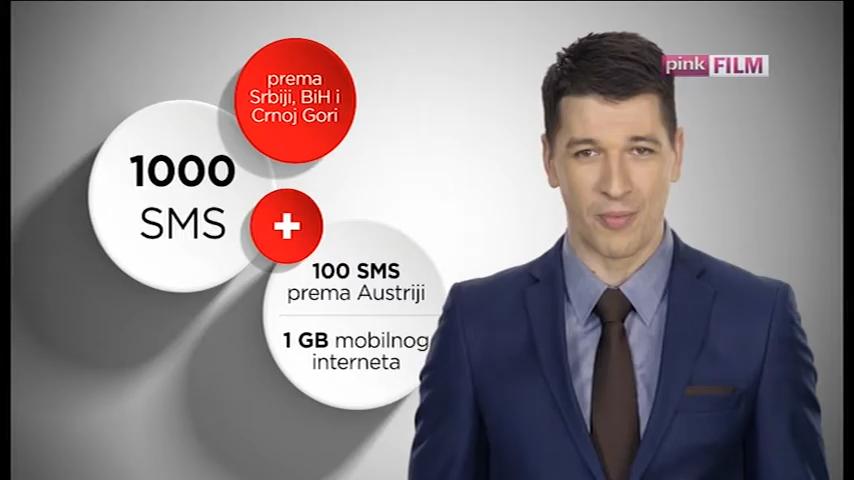 prema
Srbiji, BiH i
Crnoj Gori
1000
SMS
+
100 SMS
prema Austriji
1 GB mobilnog
interneta
pink FILM